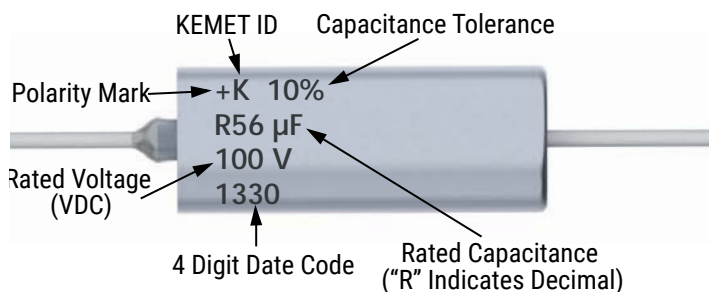 KEMET ID
Capacitance Tolerance
Polarity Mark
+K 10%
R56 µF
100 V
1330
Rated Voltage
(VDC)
4 Digit Date Code
Rated Capacitance
(“R” Indicates Decimal)